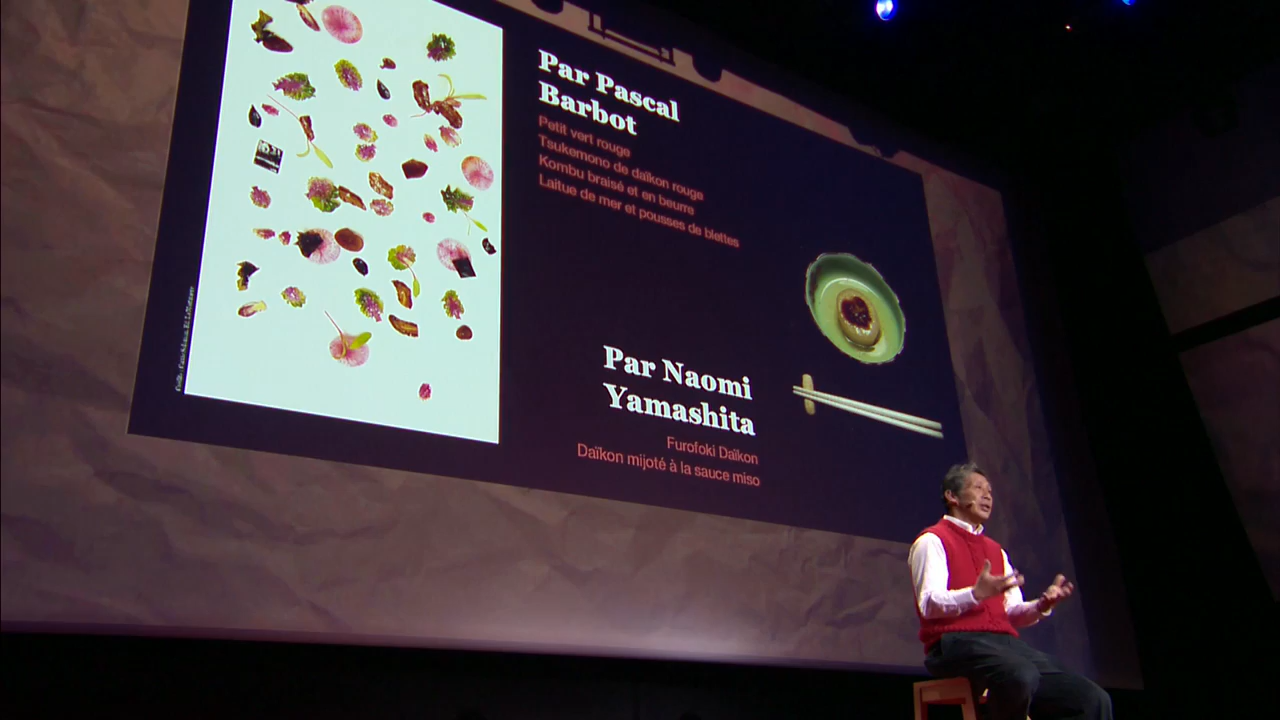 Par Pascal
Barbot
Petit vert rouge
Tsukemono de daïkon rouge
Kombu braisé et en beurre
Laitue de mer et pousses de blettes
Par Naomi
Yamashita
Furofoki Daïkon
Daïkon mijoté à la sauce miso